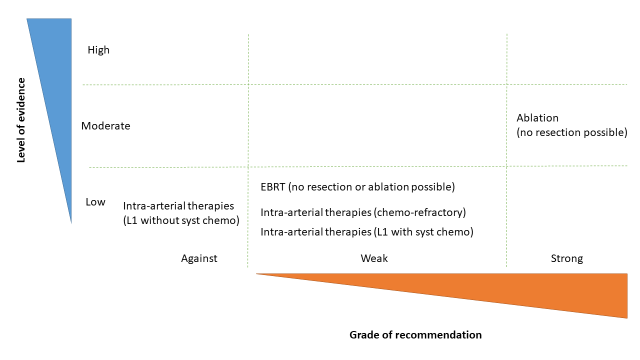 High
Level of evidence
Moderate
Ablation
(no resection possible)
Low
EBRT (no resection or ablation possible)
Intra-arterial therapies
(L1 without syst chemo)
Intra-arterial therapies (chemo-refractory)
Intra-arterial therapies (L1 with syst chemo)
Against
Weak
Strong
Grade of recommendation